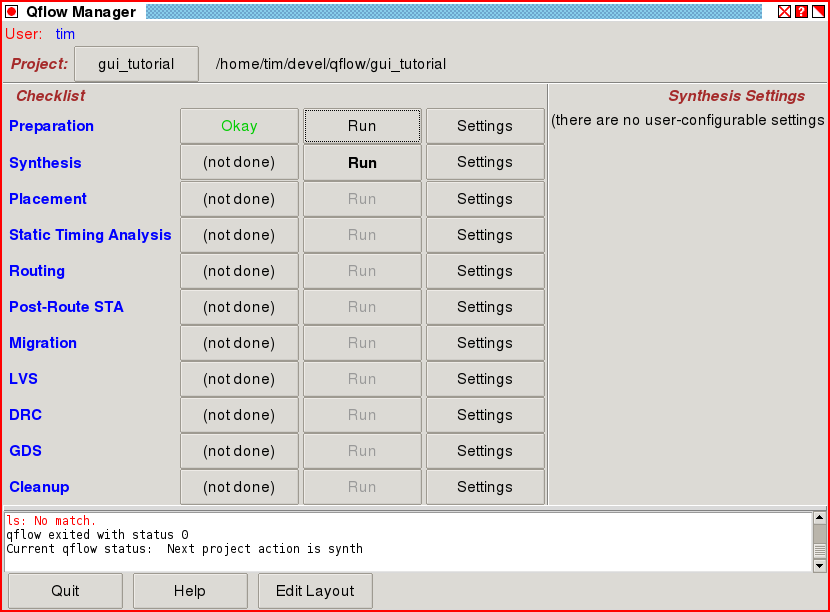 Qflow Manager
User: tim
Project: gui_tutorial /home/tim/devel/qflow/gui_tutorial
Checklist
Synthesis Settings
(there are no user-configurable settings
Preparation Okay Run Settings
Synthesis (not done) Run Settings
Placement (not done) Run Settings
Static Timing Analysis (not done) Run Settings
Routing (not done) Run Settings
Post-Route STA (not done) Run Settings
Migration (not done) Run Settings
LVS (not done) Run Settings
DRC (not done) Run Settings
GDS (not done) Run Settings
Cleanup (not done) Run Settings
ls: No match.
qflow exited with status 0
Current qflow status:  Next project action is synth
Quit Help Edit Layout